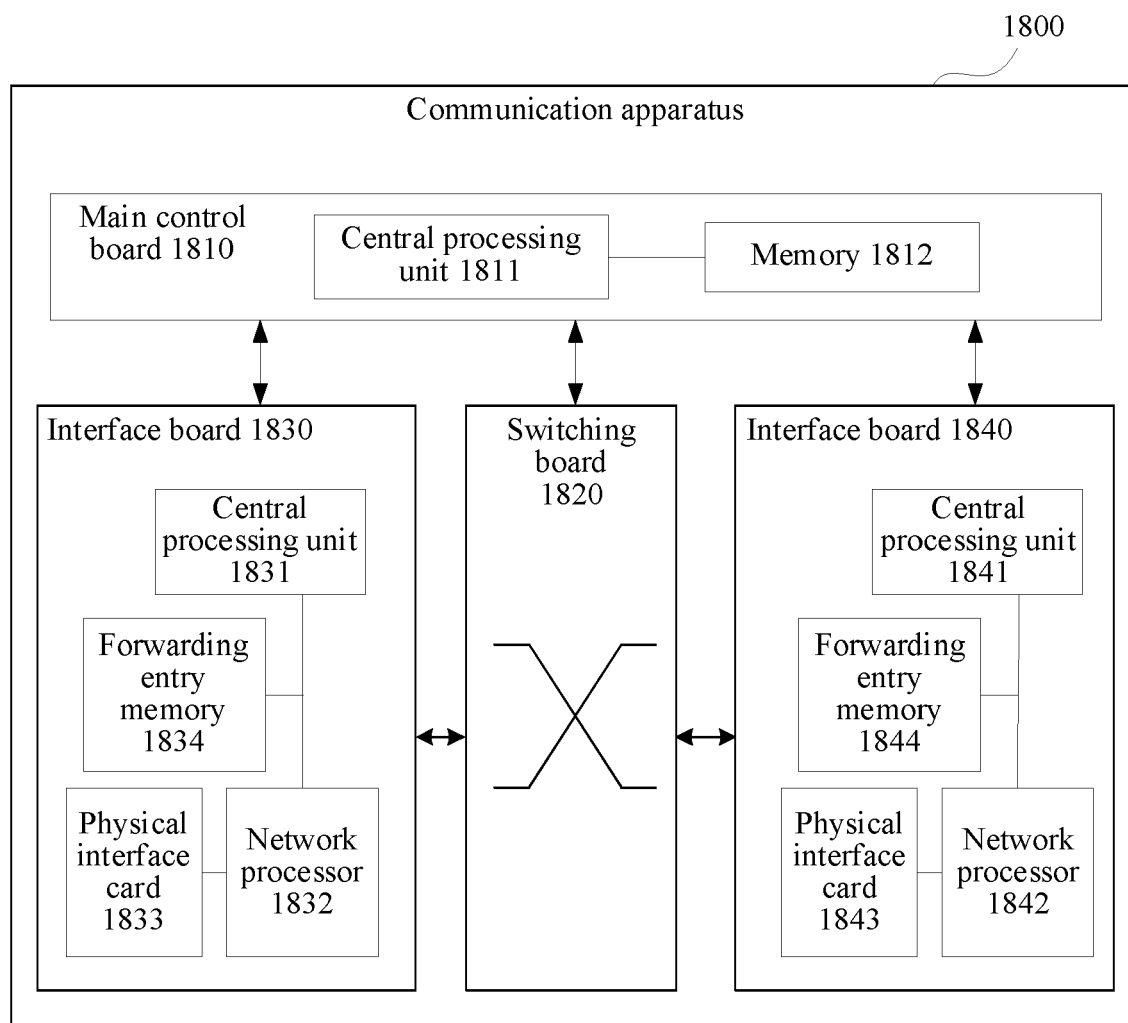 1800
Communication apparatus
Main control
board 1810
Central processing
unit 1811
Memory 1812
Interface board 1830
Central
processing unit
1831
Forwarding
entry
memory
1834
Physical
interface
card
1833
Network
processor
1832
Switching
board
1820
Interface board 1840
Central
processing unit
1841
Forwarding
entry
memory
1844
Physical
interface
card
1843
Network
processor
1842